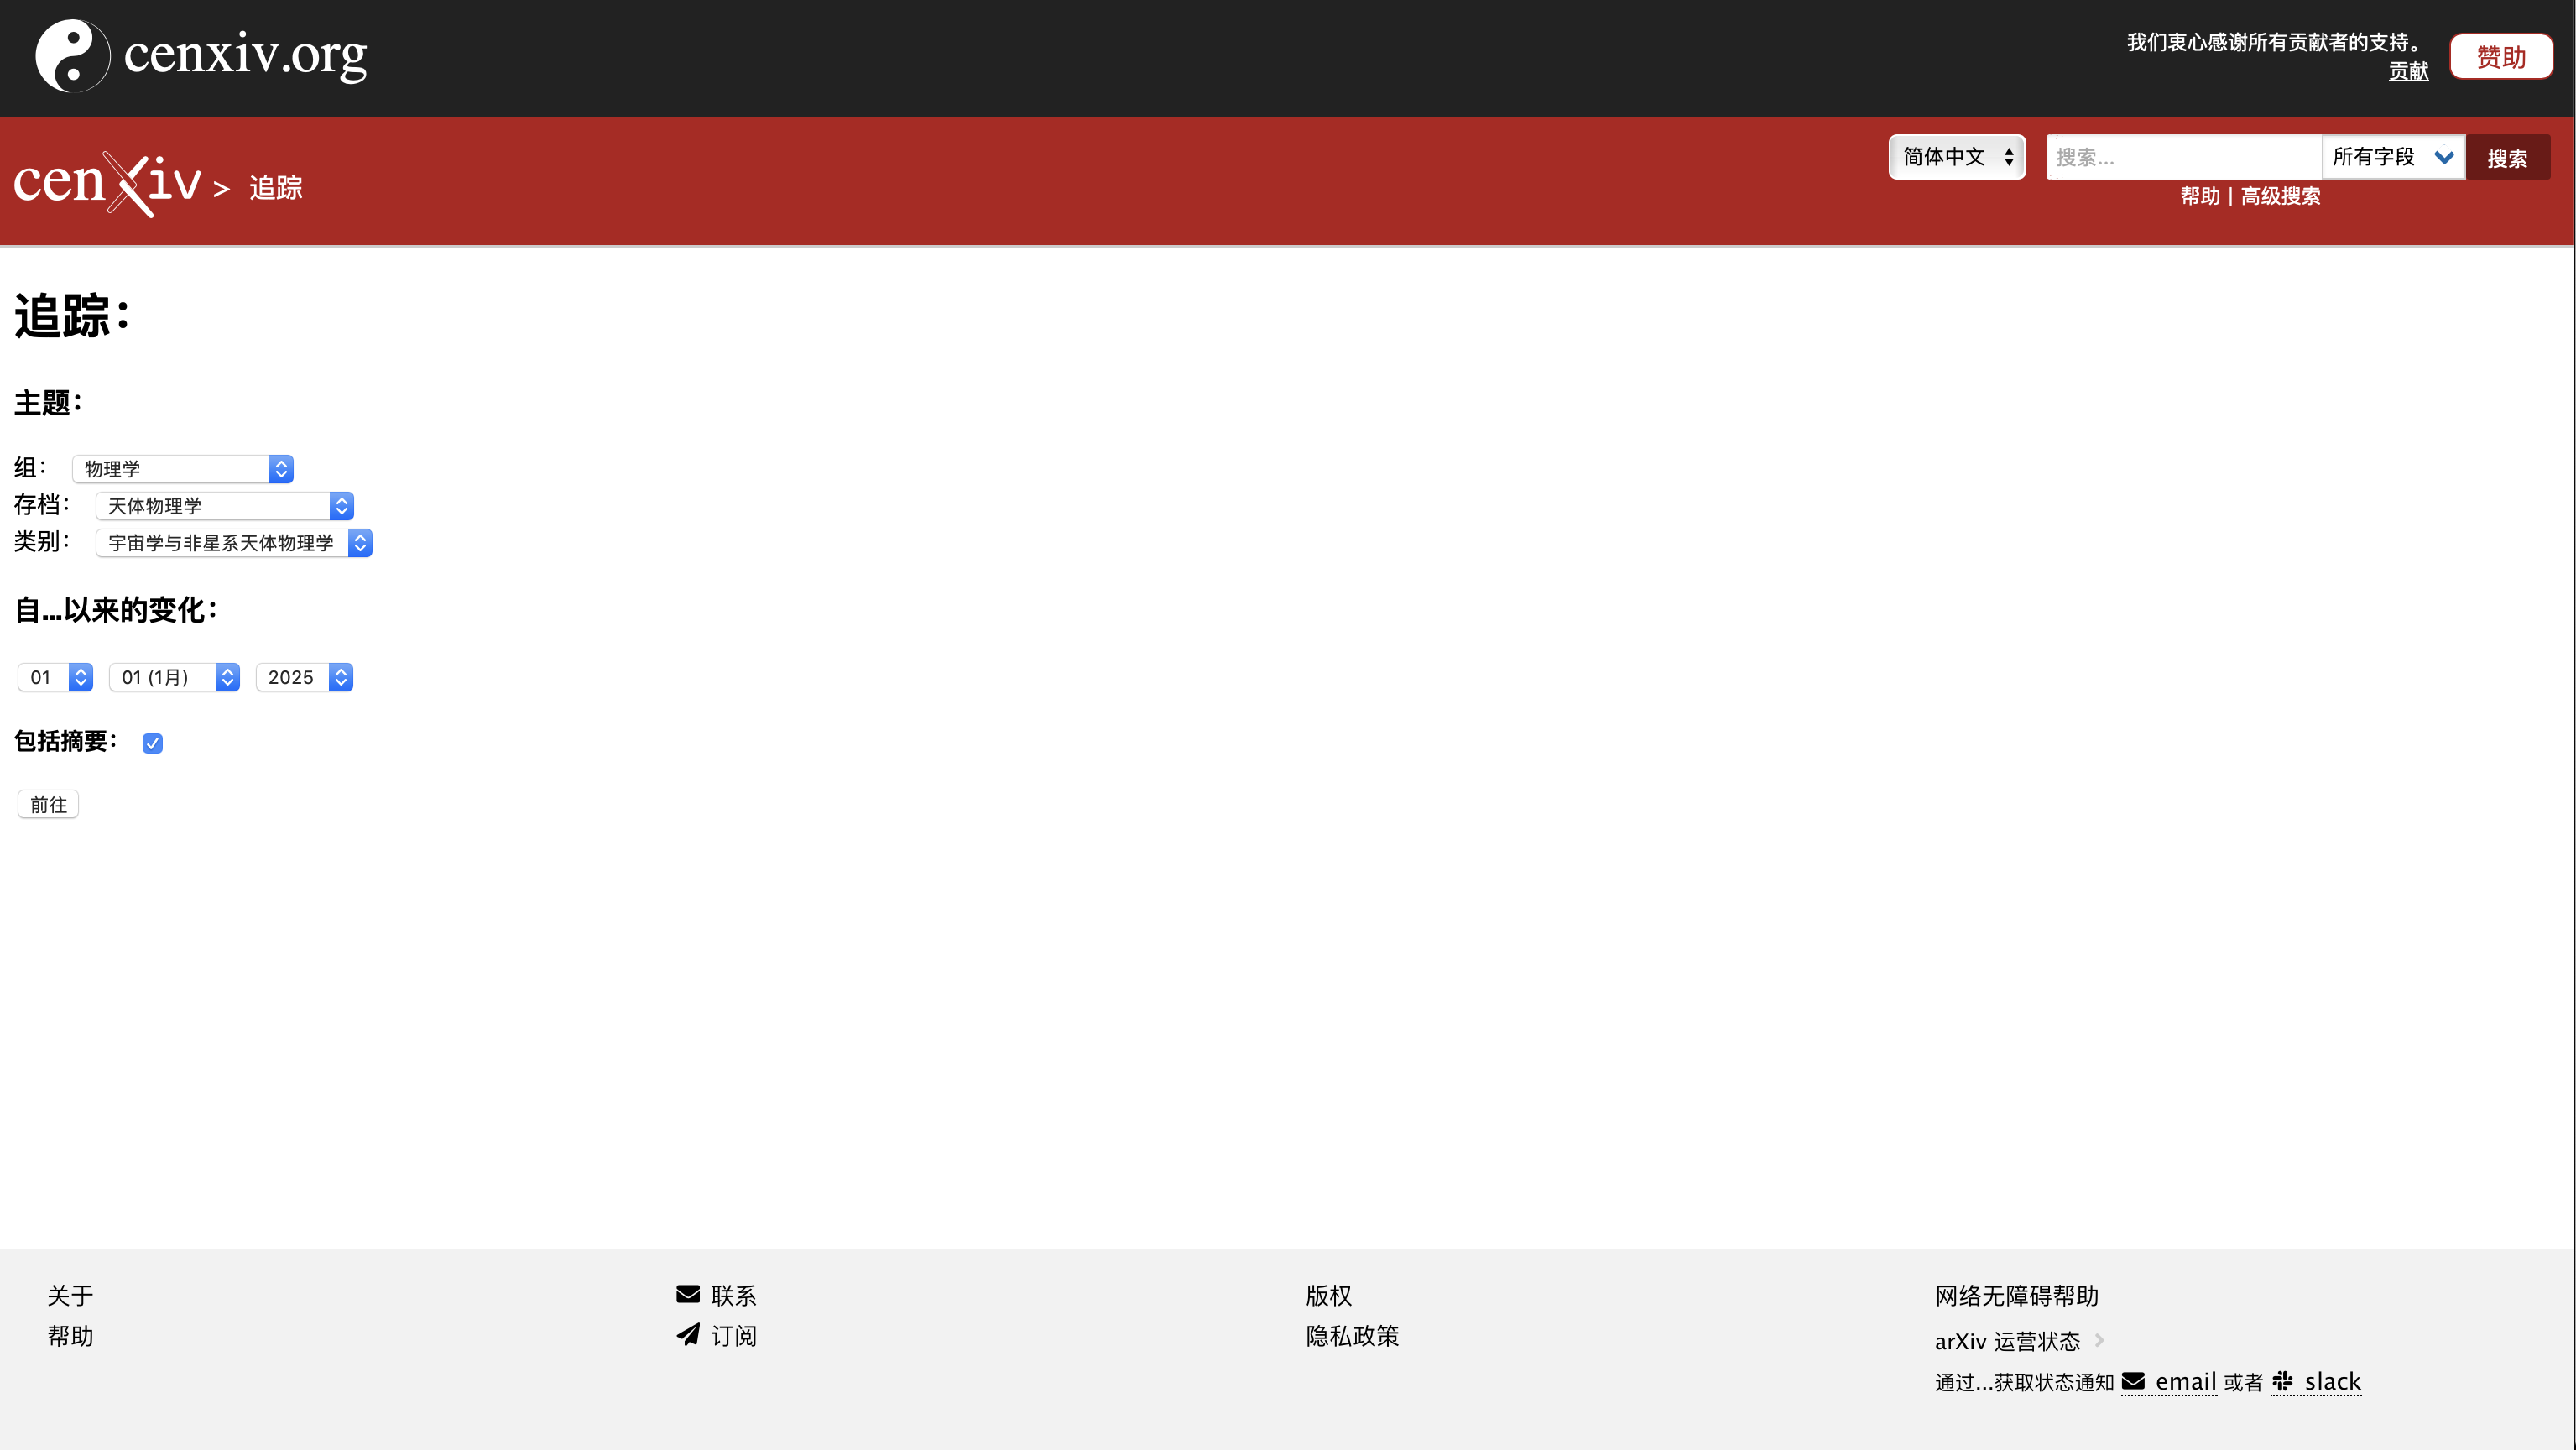 cenxiv.org
我们衷心感谢所有贡献者的支持。
贡献
赞助
cenXiv > 追踪
简体中文
搜索...
所有字段
搜索
帮助 | 高级搜索
追踪：
主题：
组： 物理学
存档： 天体物理学
类别： 宇宙学与非星系天体物理学
自...以来的变化：
01 01 (1月) 2025
包括摘要：
前往
关于
帮助
联系
订阅
版权
隐私政策
网络无障碍帮助
arXiv 运营状态
通过...获取状态通知 email 或者 slack